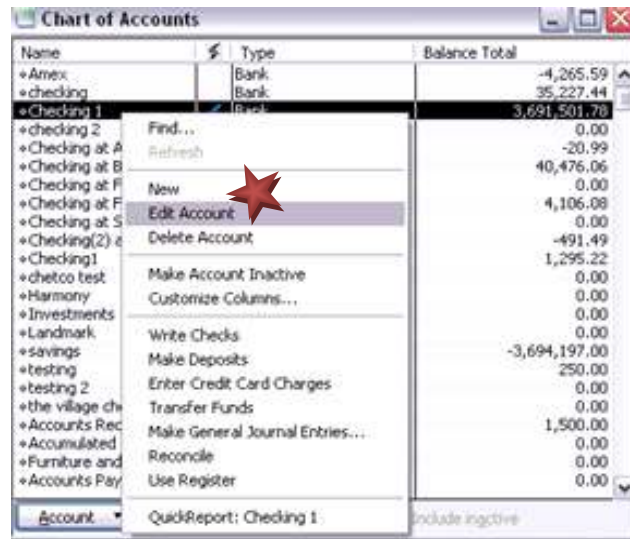 Chart of Accounts
Name Type Balance Total
Amex Bank -4,265.59
checking Bank 35,227.44
Checking 1 Bank 3,691,501.78
checking 2 0.00
Checking at A -20.99
Checking at B 40,476.06
Checking at F 0.00
Checking at F 4,106.08
Checking at S 0.00
Checking(2) a -491.49
Checking1 1,295.22
chetco test 0.00
Harmony 0.00
Investments 0.00
Landmark 0.00
savings -3,694,197.00
testing 250.00
testing 2 0.00
the village ch 0.00
Accounts Rec 1,500.00
Accumulated 0.00
Furniture and 0.00
Accounts Pay 0.00
Find...
Refresh
New
Edit Account
Delete Account
Make Account Inactive
Customize Columns...
Write Checks
Make Deposits
Enter Credit Card Charges
Transfer Funds
Make General Journal Entries...
Reconcile
Use Register
QuickReport: Checking 1
Account Include inactive